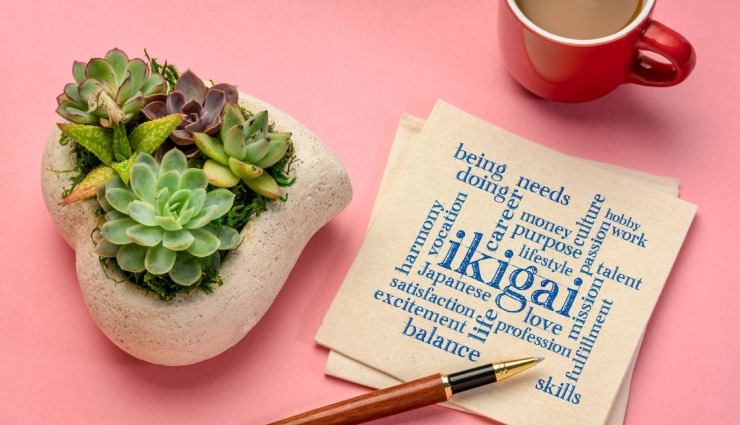 being needs
doing
career
culture
hobby
harmony
vocation
money
purpose
passion
work
lifestyle
ikigai
talent
Japanese
mission
satisfaction
love
fulfillment
excitement
life
profession
balance
skills